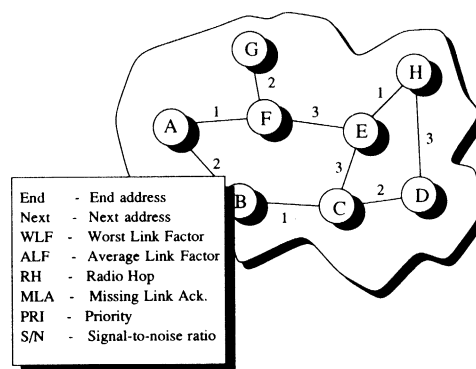 G
H
2
1
A
1
F
3
E
2
3
3
B
1
C
2
D
End - End address
Next - Next address
WLF - Worst Link Factor
ALF - Average Link Factor
RH - Radio Hop
MLA - Missing Link Ack.
PRI - Priority
S/N - Signal-to-noise ratio